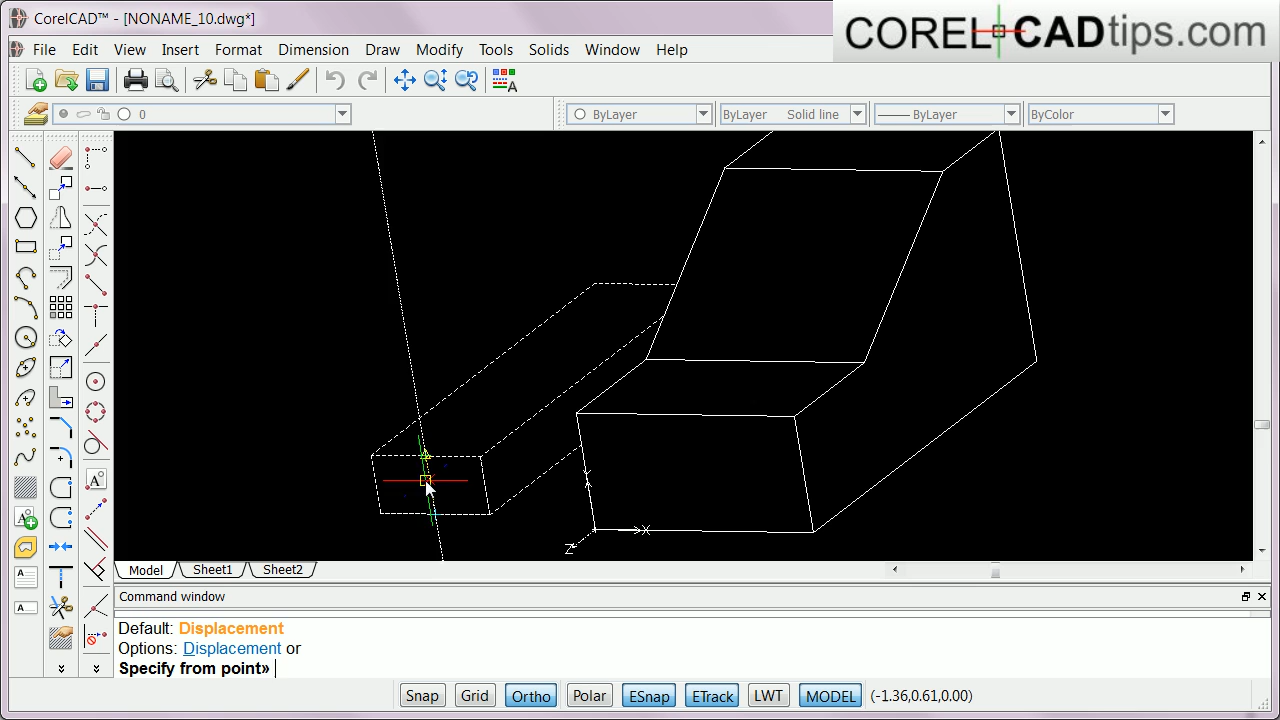 CorelCAD™ - [NONAME_10.dwg*]
COREL CADtips.com
File Edit View Insert Format Dimension Draw Modify Tools Solids Window Help
A
0 ByLayer ByLayer Solid line ByLayer ByColor
A
A
A
A
X
Z
Model Sheet1 Sheet2
Command window
Default: Displacement
Options: Displacement or
Specify from point»
Snap Grid Ortho Polar ESnap ETrack LWT MODEL (-1.36,0.61,0.00)